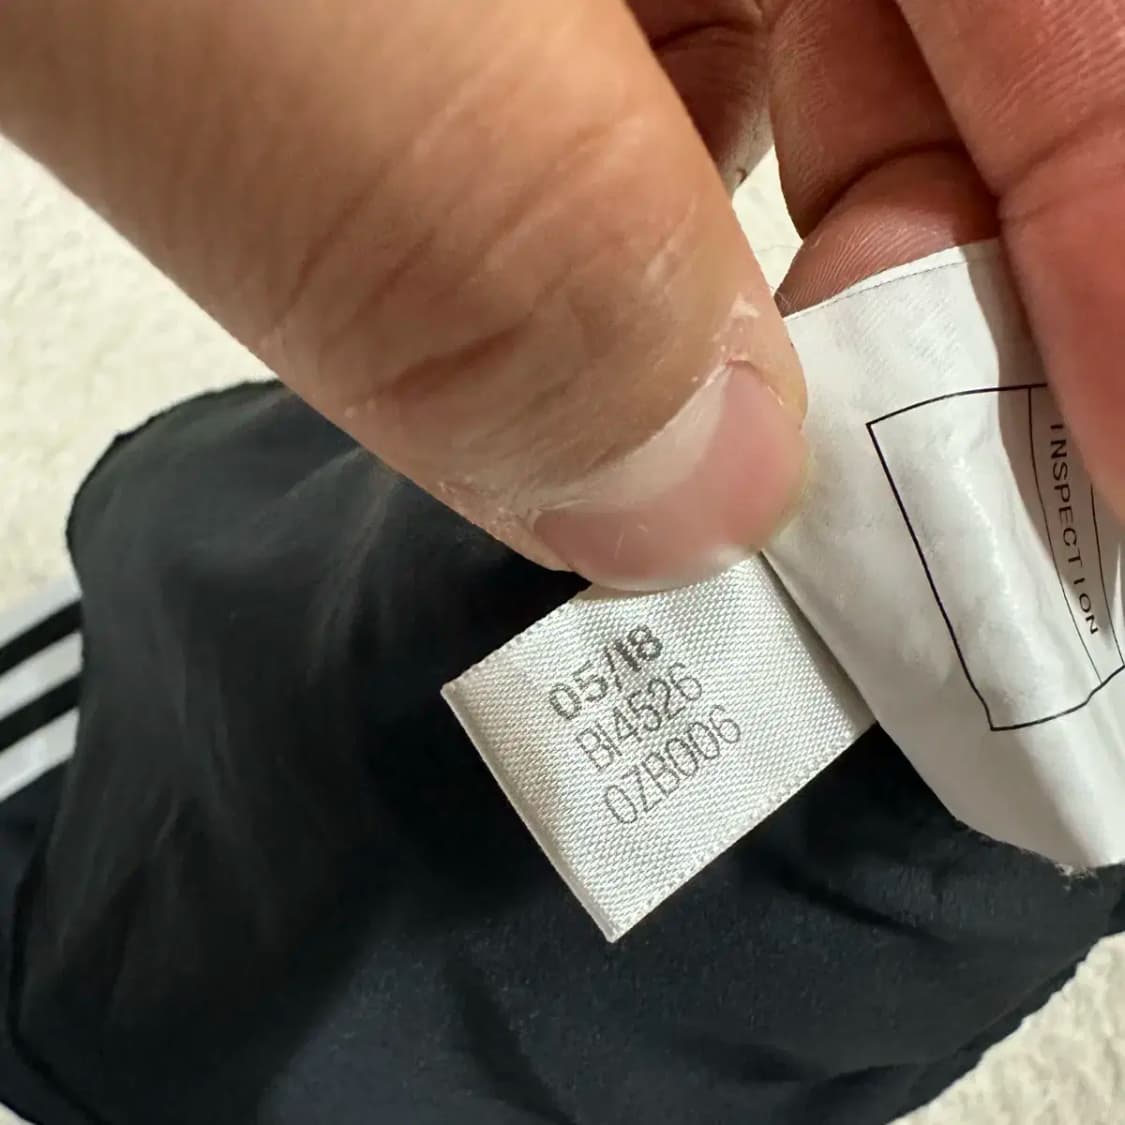 05/18
BI4526
0ZB006
INSPECTION